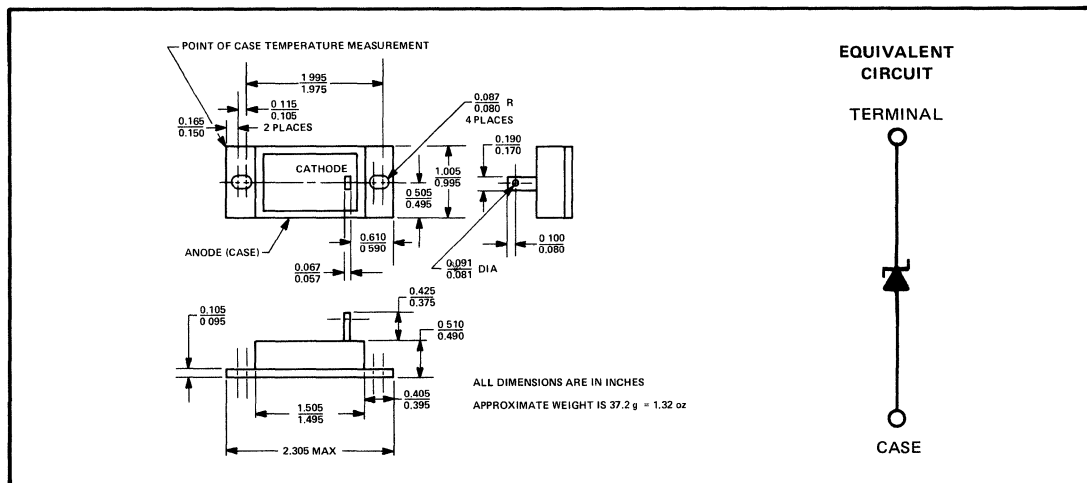 POINT OF CASE TEMPERATURE MEASUREMENT
1.995
1.975
0.115
0.105
2 PLACES
0.165
0.150
0.087
0.080
R
4 PLACES
0.190
0.170
CATHODE
1.005
0.995
0.505
0.495
ANODE (CASE)
0.610
0.590
0.067
0.057
0.091
0.081
DIA
0.100
0.080
0.425
0.375
0.105
0.095
0.510
0.490
0.405
0.395
1.505
1.495
2.305 MAX
ALL DIMENSIONS ARE IN INCHES
APPROXIMATE WEIGHT IS 37.2 g = 1.32 oz
EQUIVALENT
CIRCUIT
TERMINAL
CASE